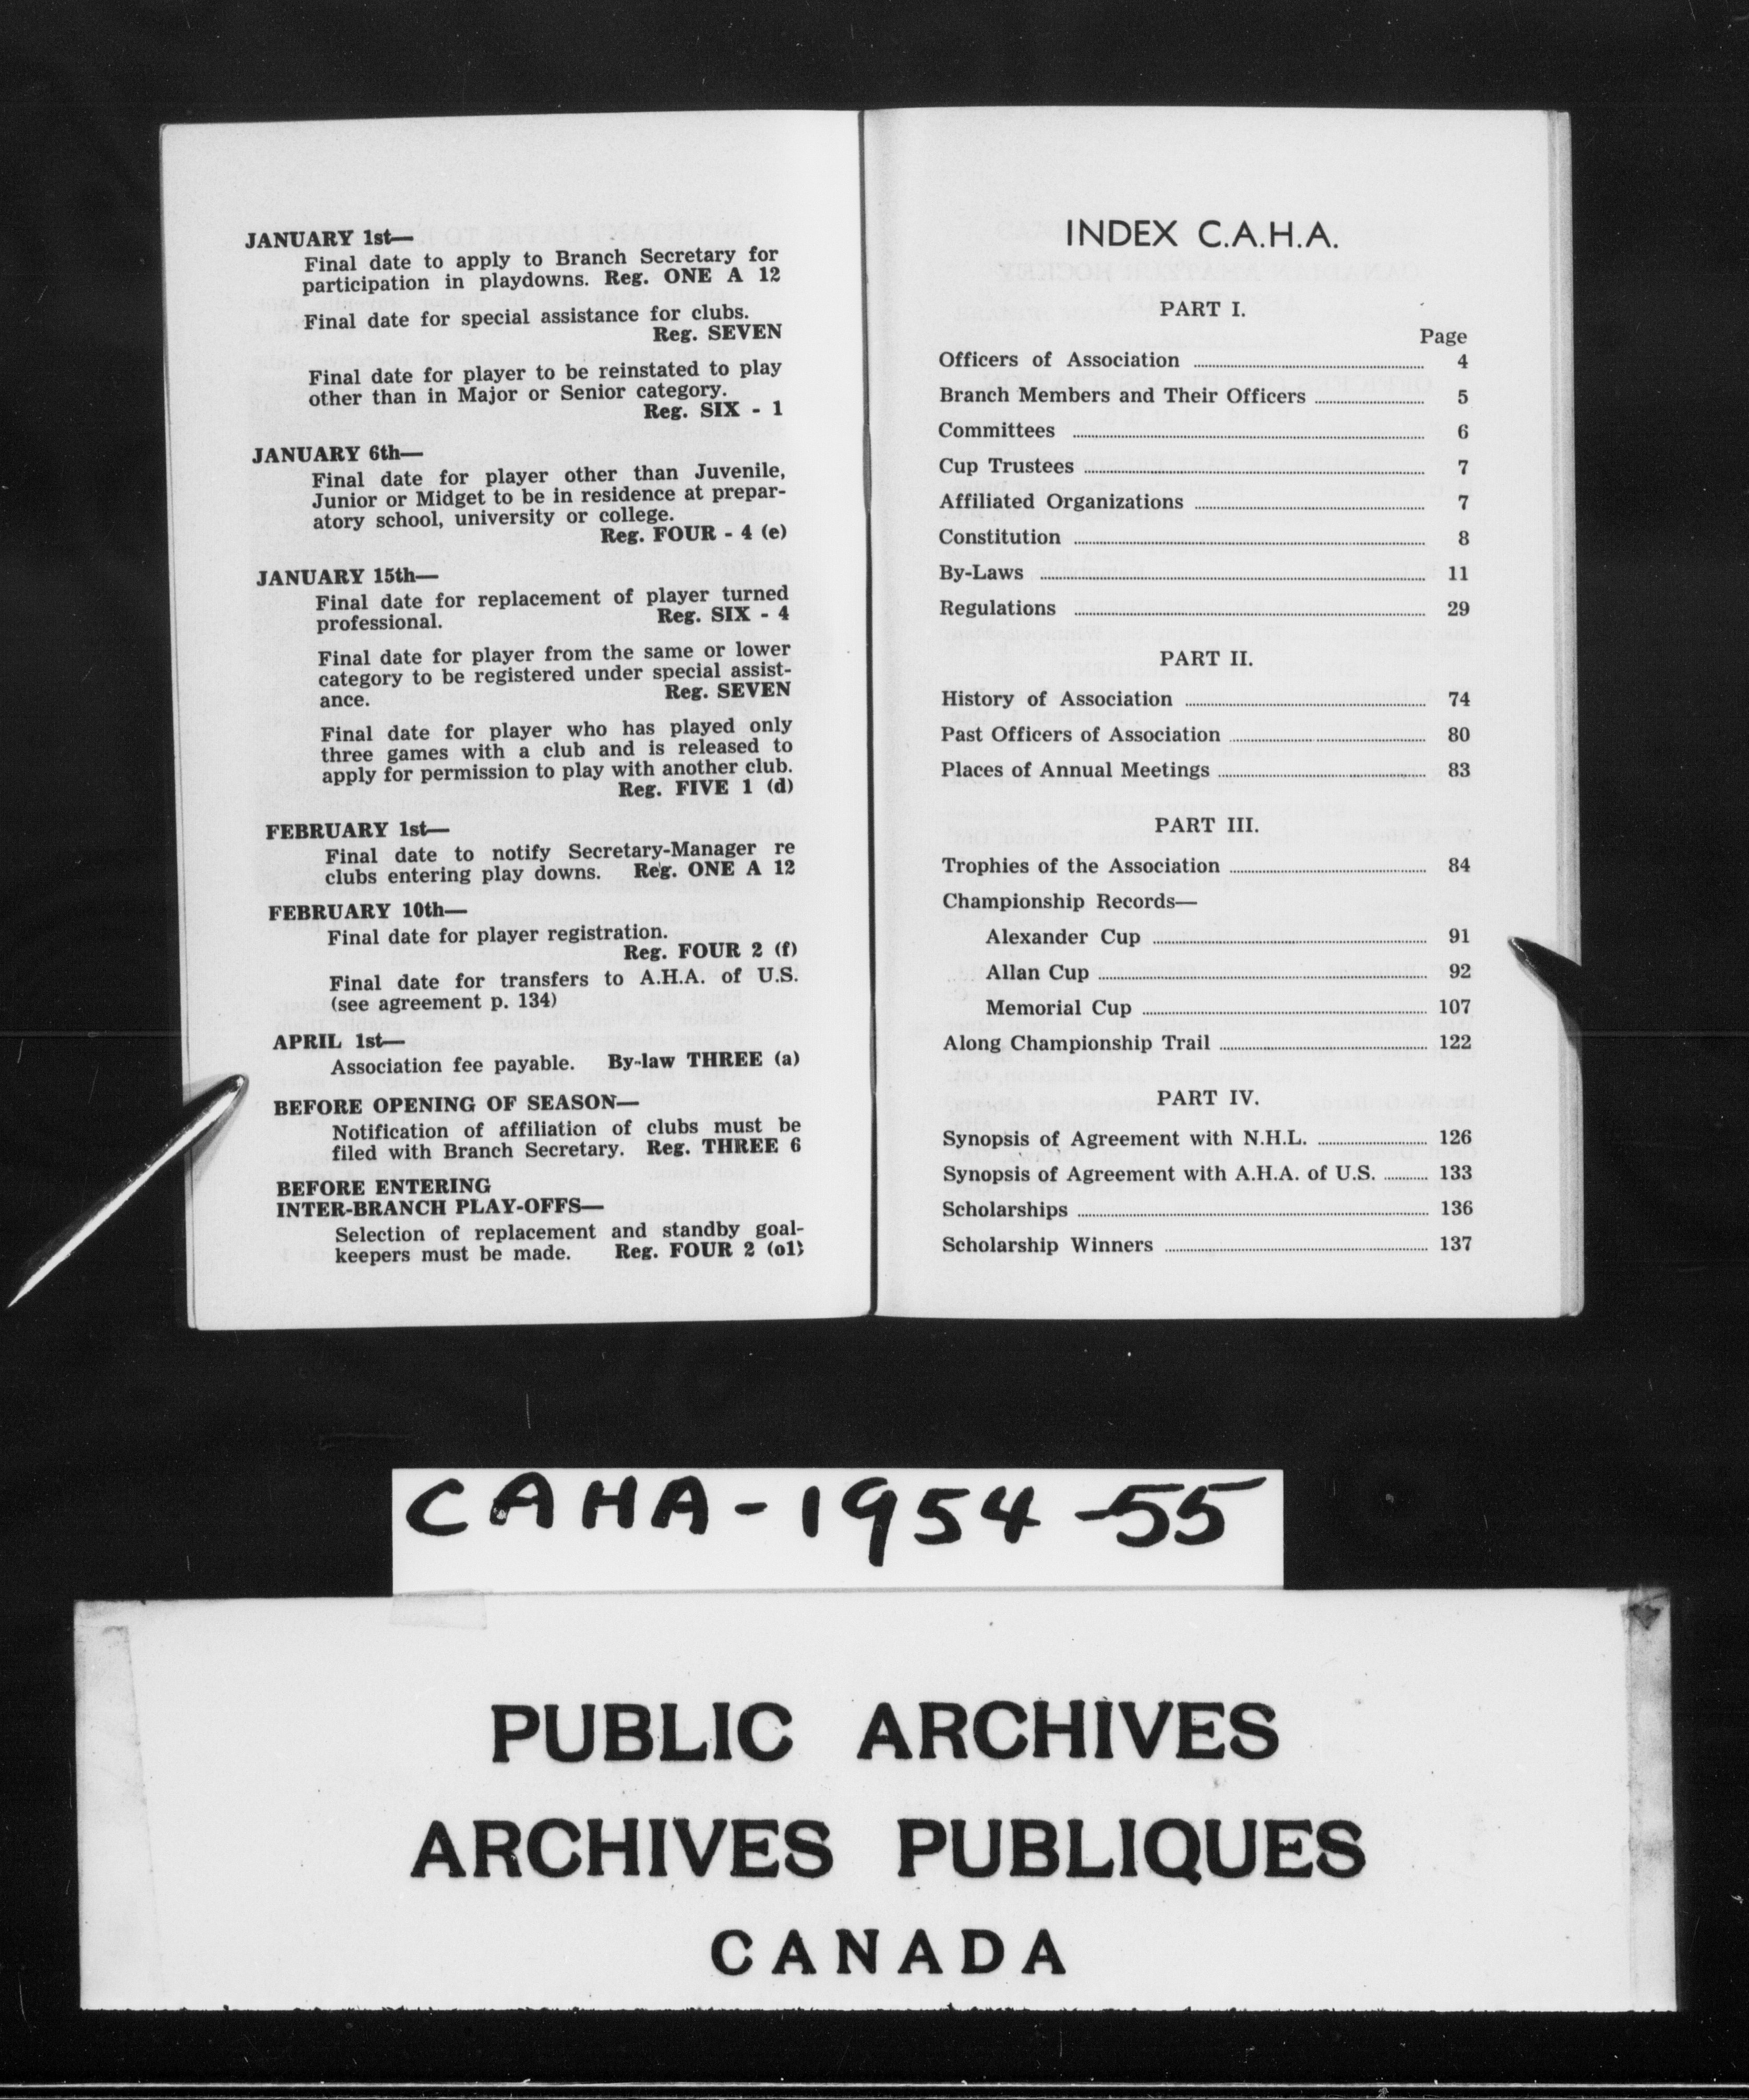 JANUARY 1st—
Final date to apply to Branch Secretary for
participation in playdowns. Reg. ONE A 12
Final date for special assistance for clubs.
Reg. SEVEN
Final date for player to be reinstated to play
other than in Major or Senior category.
Reg. SIX - 1
JANUARY 6th—
Final date for player other than Juvenile,
Junior or Midget to be in residence at prepar-
atory school, university or college.
Reg. FOUR - 4 (e)
JANUARY 15th—
Final date for replacement of player turned
professional. Reg. SIX - 4
Final date for player from the same or lower
category to be registered under special assist-
ance. Reg. SEVEN
Final date for player who has played only
three games with a club and is released to
apply for permission to play with another club.
Reg. FIVE 1 (d)
FEBRUARY 1st—
Final date to notify Secretary-Manager re
clubs entering play downs. Reg. ONE A 12
FEBRUARY 10th—
Final date for player registration.
Reg. FOUR 2 (f)
Final date for transfers to A.H.A. of U.S.
(see agreement p. 134)
APRIL 1st—
Association fee payable. By-law THREE (a)
BEFORE OPENING OF SEASON—
Notification of affiliation of clubs must be
filed with Branch Secretary. Reg. THREE 6
BEFORE ENTERING
INTER-BRANCH PLAY-OFFS—
Selection of replacement and standby goal-
keepers must be made. Reg. FOUR 2 (o1)
INDEX C.A.H.A.
PART I.
Page
Officers of Association 4
Branch Members and Their Officers 5
Committees 6
Cup Trustees 7
Affiliated Organizations 7
Constitution 8
By-Laws 11
Regulations 29
PART II.
History of Association 74
Past Officers of Association 80
Places of Annual Meetings 83
PART III.
Trophies of the Association 84
Championship Records—
Alexander Cup 91
Allan Cup 92
Memorial Cup 107
Along Championship Trail 122
PART IV.
Synopsis of Agreement with N.H.L. 126
Synopsis of Agreement with A.H.A. of U.S. 133
Scholarships 136
Scholarship Winners 137
CAHA-1954-55
PUBLIC ARCHIVES
ARCHIVES PUBLIQUES
CANADA